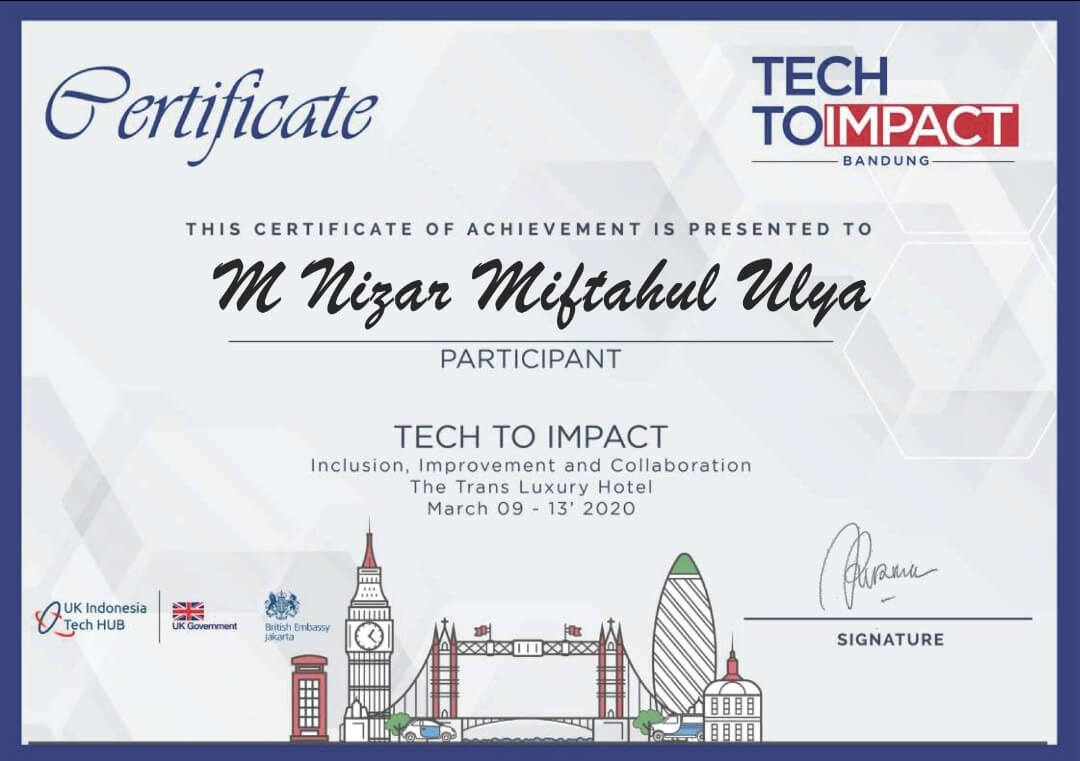 Certificate
TECH
TOIMPACT
BANDUNG
THIS CERTIFICATE OF ACHIEVEMENT IS PRESENTED TO
M Nizar Miftahul Ulya
PARTICIPANT
TECH TO IMPACT
Inclusion, Improvement and Collaboration
The Trans Luxury Hotel
March 09 - 13' 2020
UK Indonesia
Tech HUB
UK Government
British Embassy
Jakarta
SIGNATURE